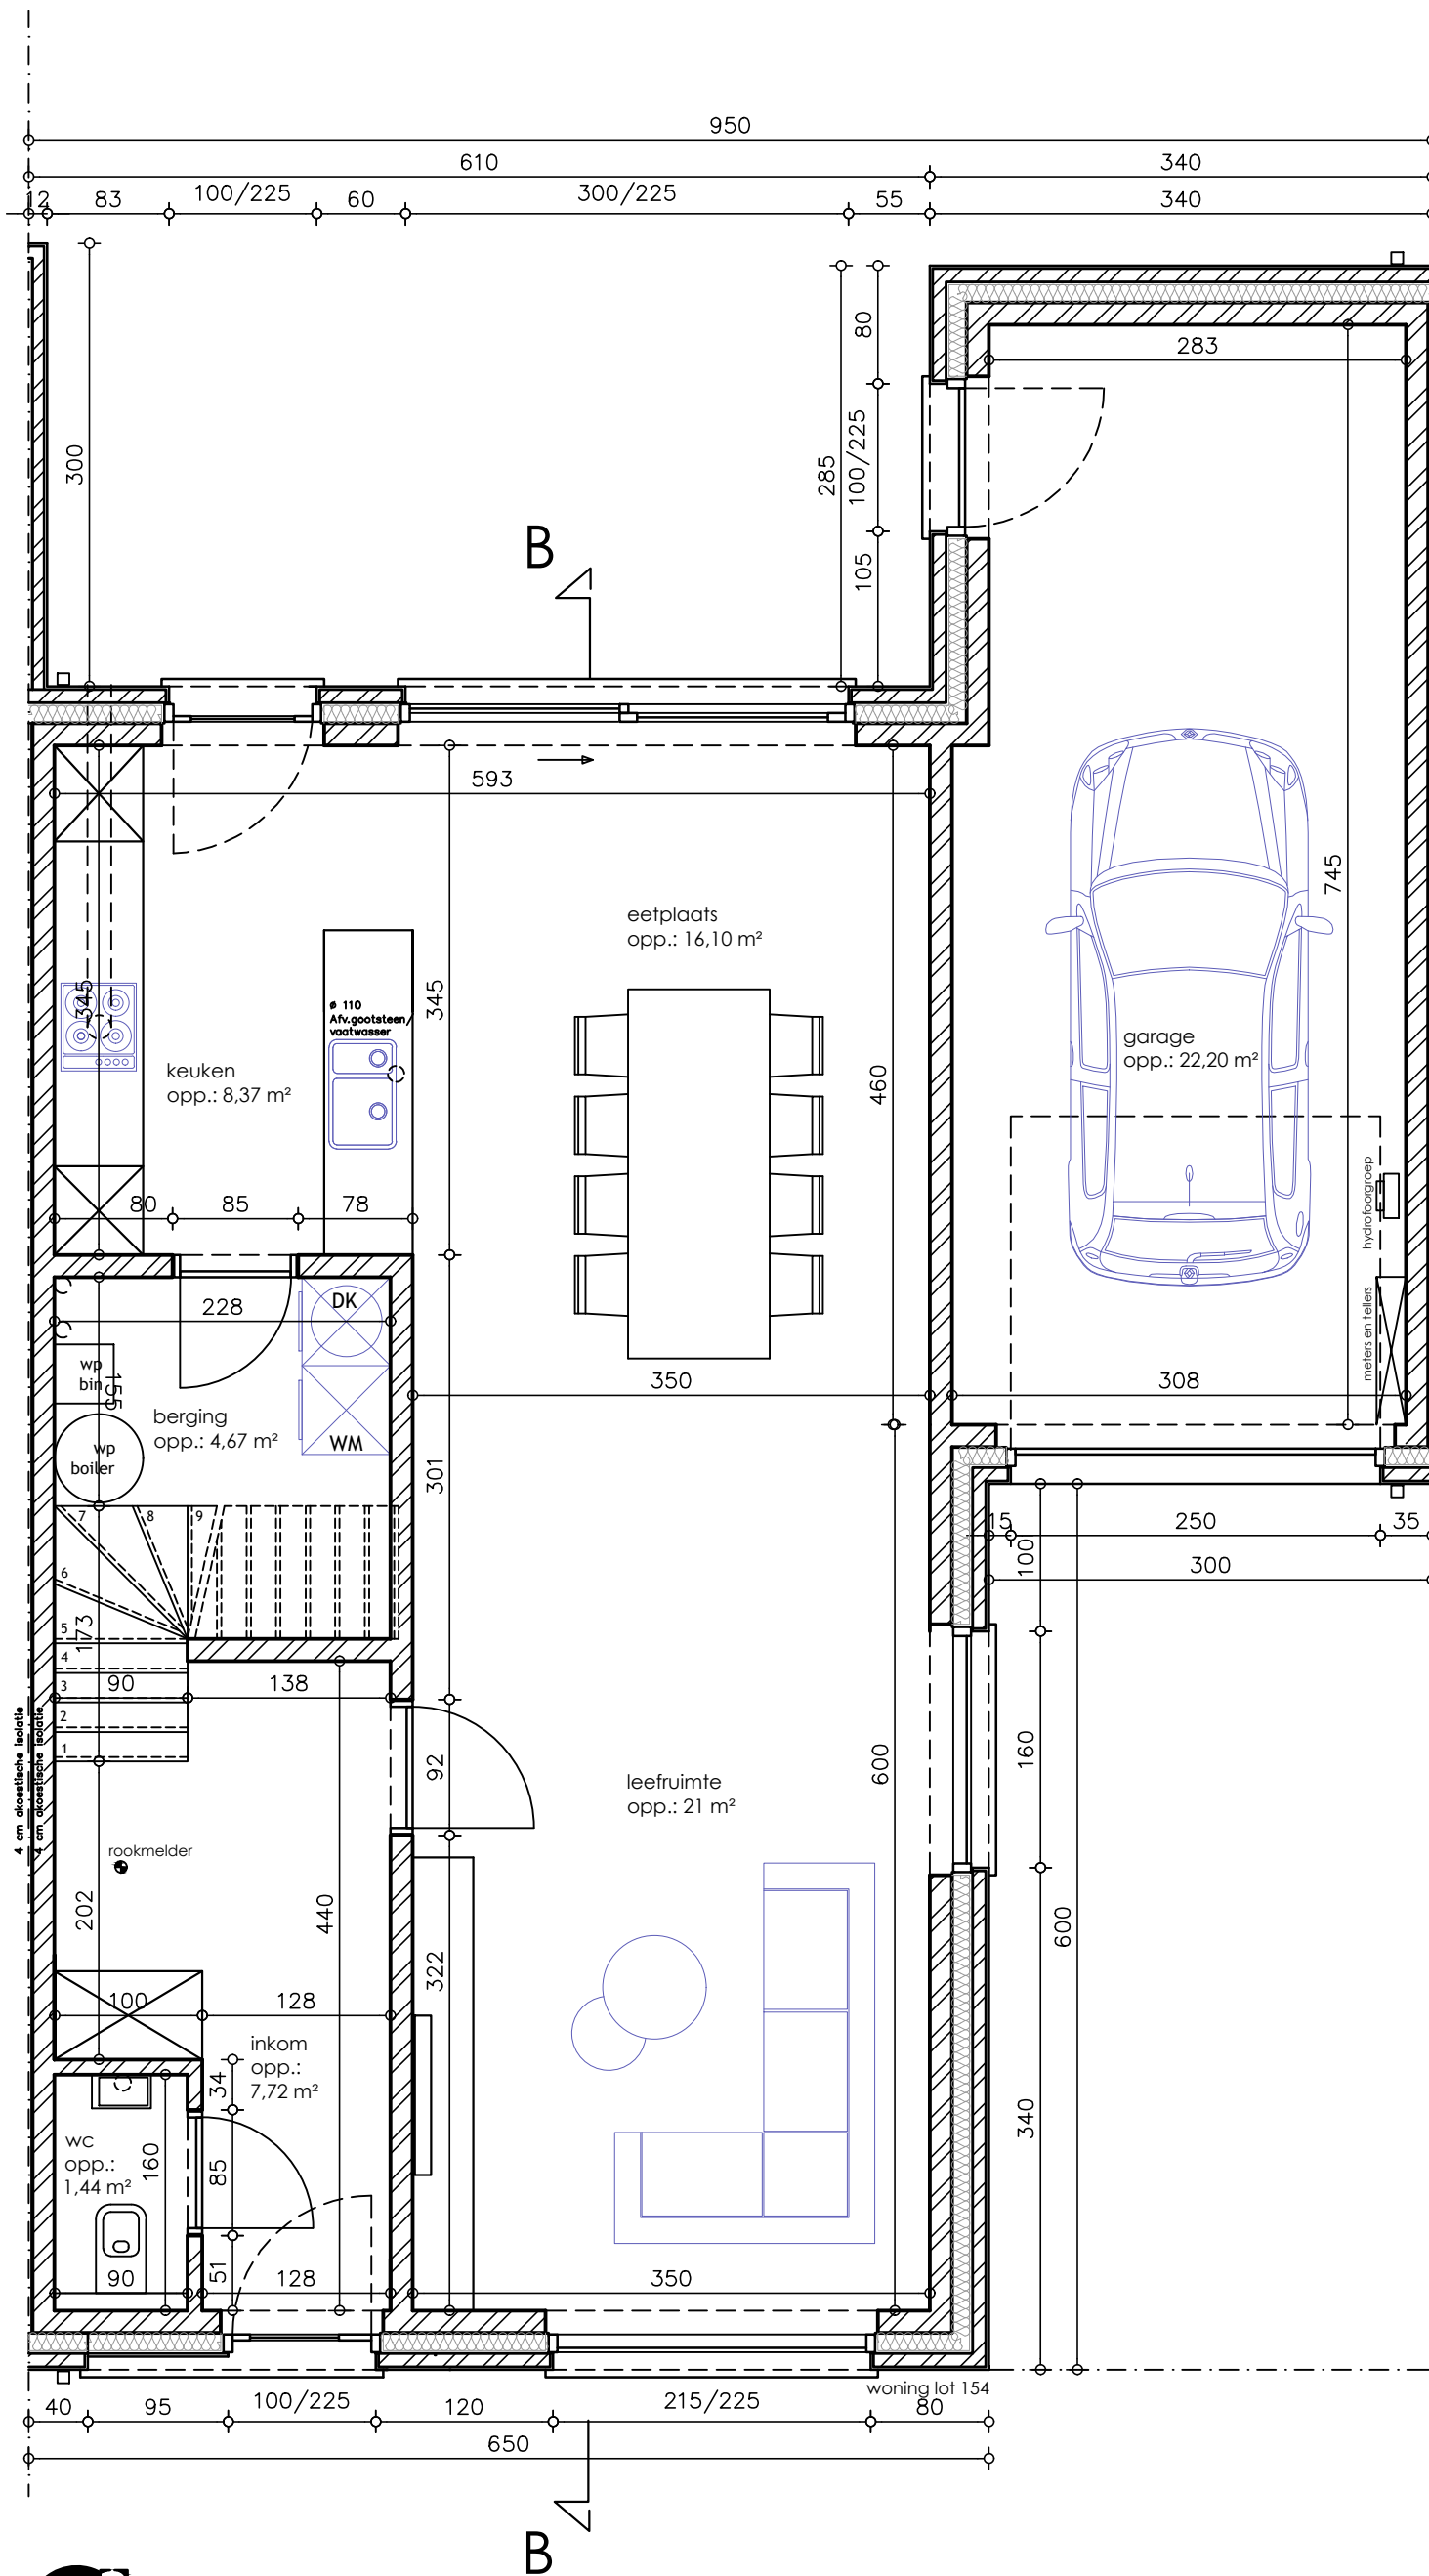 950
610
340
12
83
100/225
60
300/225
55
340
80
283
300
285
100/225
B
105
593
745
eetplaats
opp.: 16,10 m²
345
345
ø 110
Afv.gootsteen/
vaatwasser
garage
opp.: 22,20 m²
keuken
opp.: 8,37 m²
460
hydrofoorgroep
80
85
78
DK
228
meters en tellers
wp
bin
155
350
308
berging
opp.: 4,67 m²
WM
wp
boiler
301
7
8
9
15
250
35
100
300
6
5
173
4
3
90
138
2
1
4 cm akoestische isolatie
4 cm akoestische isolatie
92
160
600
leefruimte
opp.: 21 m²
rookmelder
202
440
600
322
100
128
inkom
opp.:
7,72 m²
34
340
wc
opp.:
1,44 m²
160
85
51
90
128
350
woning lot 154
40
95
100/225
120
215/225
80
650
B